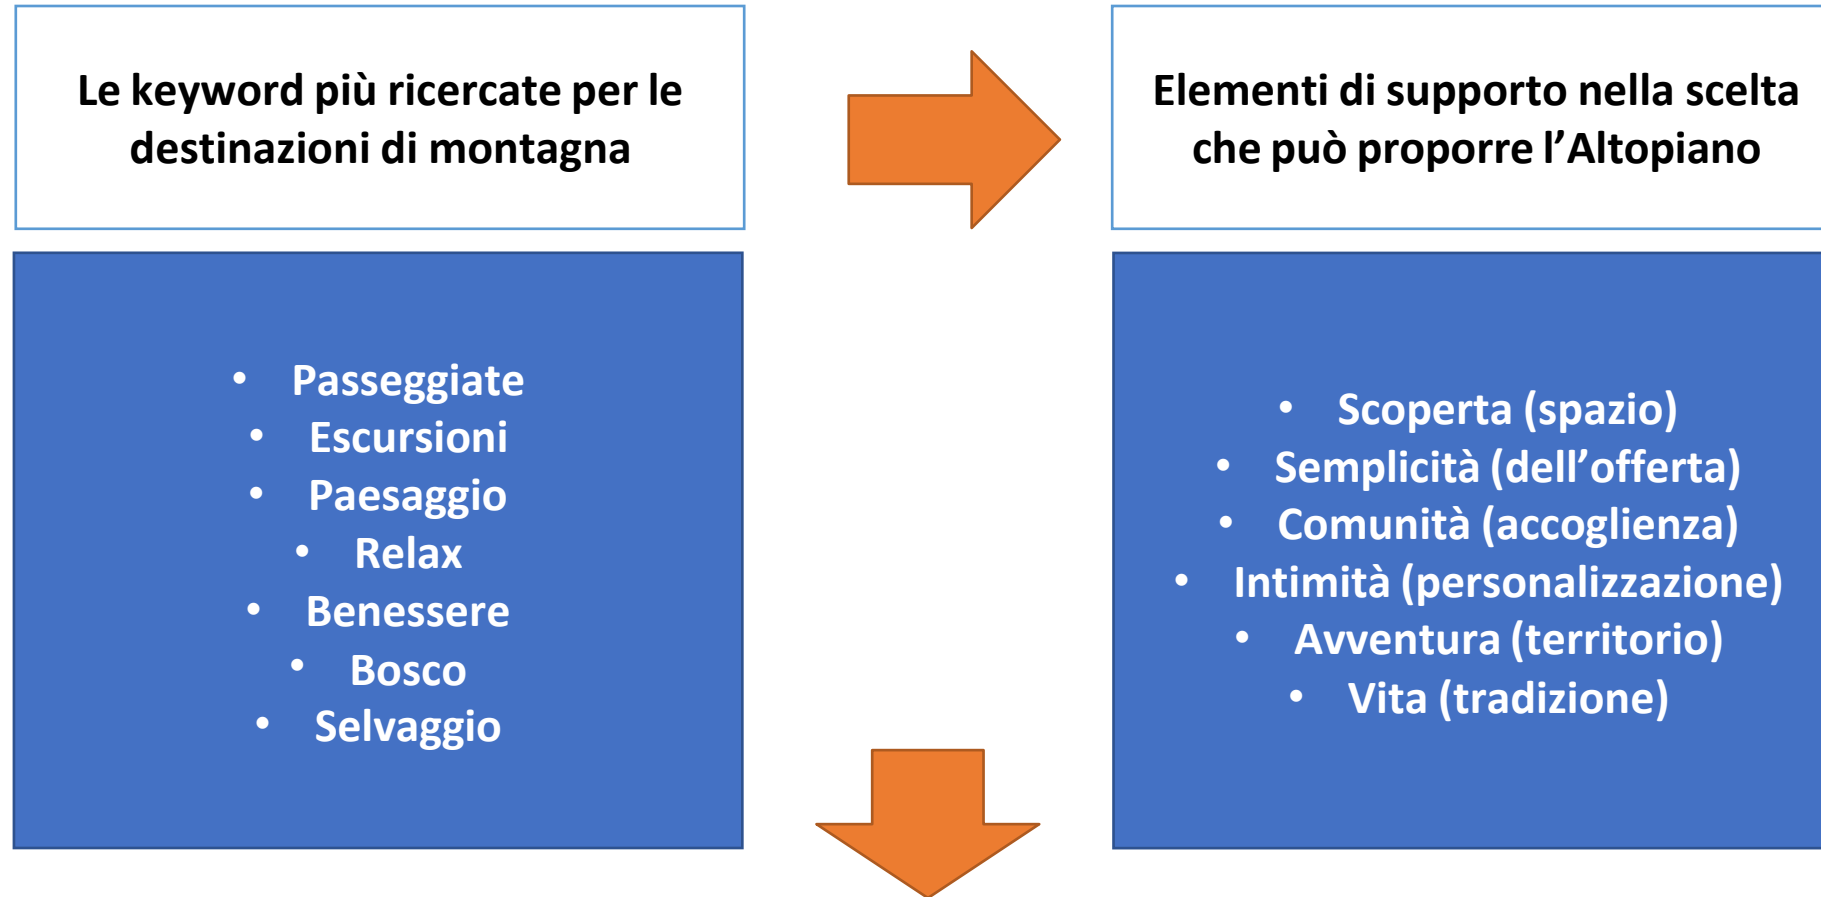 Le keyword più ricercate per le
destinazioni di montagna
Elementi di supporto nella scelta
che può proporre l’Altopiano
• Passeggiate
• Escursioni
• Paesaggio
• Relax
• Benessere
• Bosco
• Selvaggio
• Scoperta (spazio)
• Semplicità (dell’offerta)
• Comunità (accoglienza)
• Intimità (personalizzazione)
• Avventura (territorio)
• Vita (tradizione)